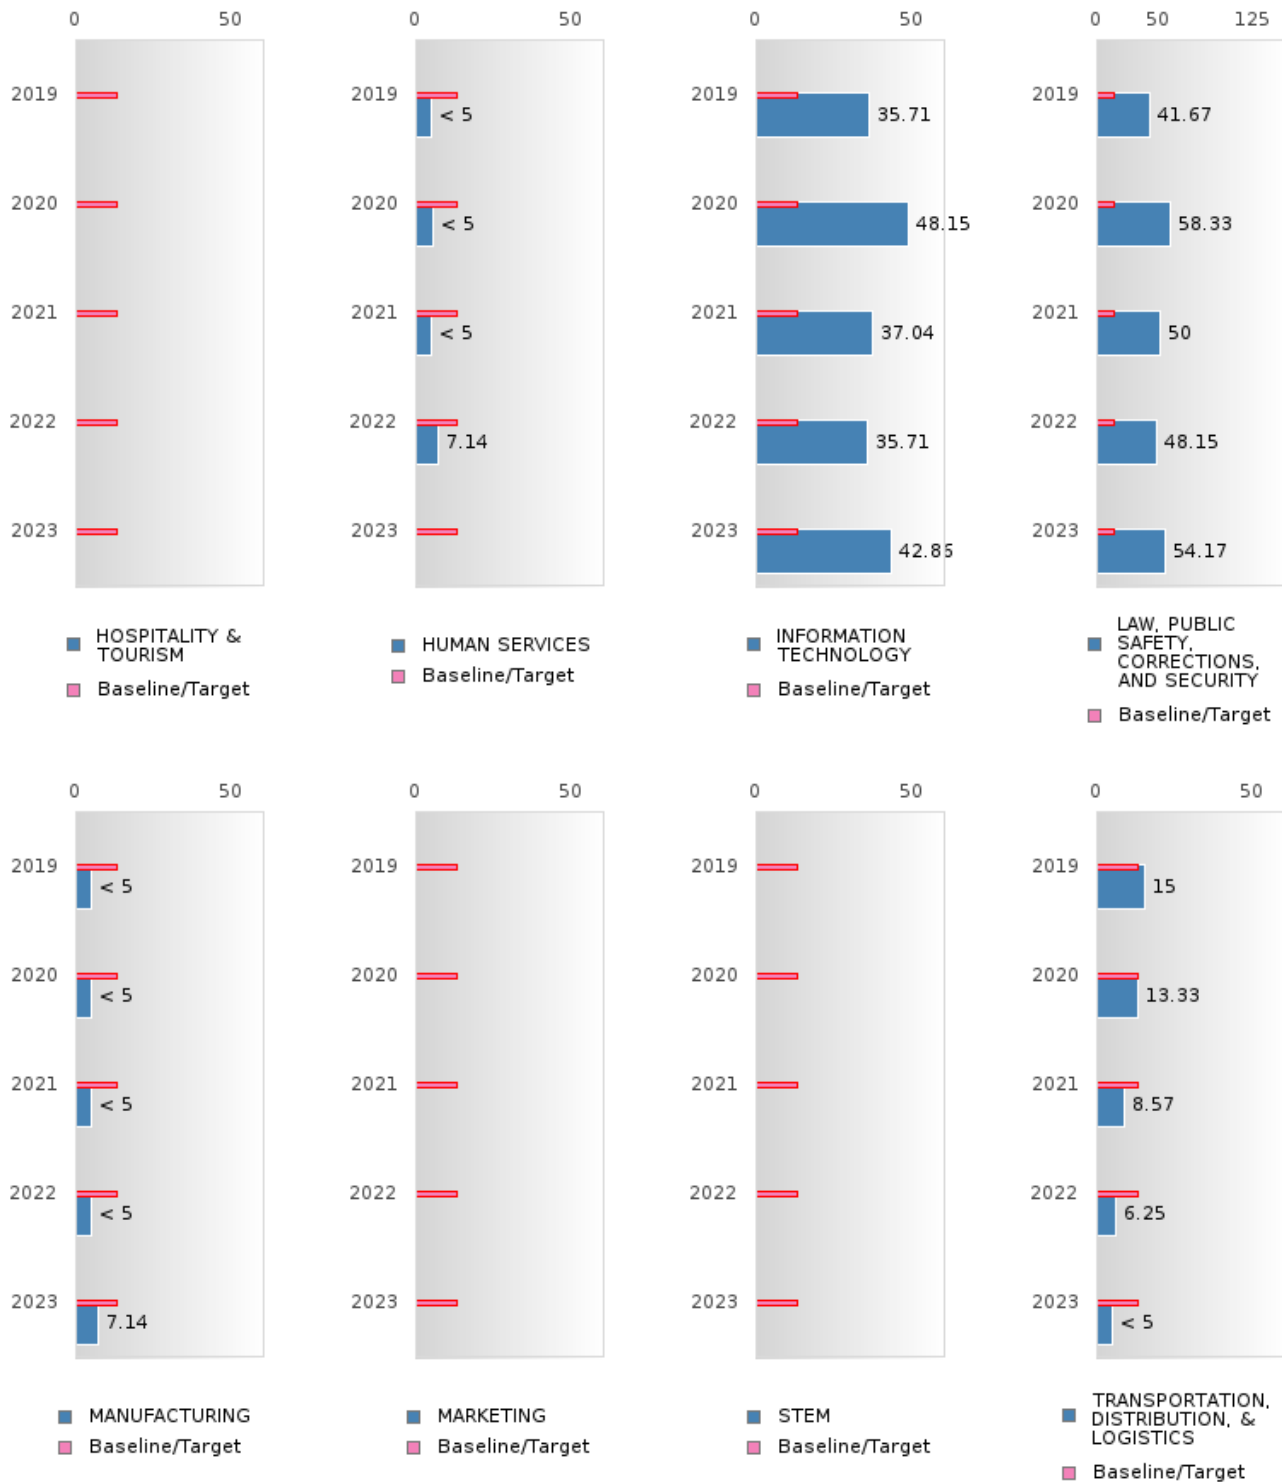 0 50 0 50 0 50 0 50 125
2019 2019 < 5 2019 35.71 2019 41.67
2020 2020 < 5 2020 48.15 2020 58.33
2021 2021 < 5 2021 37.04 2021 50
2022 2022 7.14 2022 35.71 2022 48.15
2023 2023 2023 42.86 2023 54.17
HOSPITALITY &
TOURISM
Baseline/Target
HUMAN SERVICES
Baseline/Target
INFORMATION
TECHNOLOGY
Baseline/Target
LAW, PUBLIC
SAFETY,
CORRECTIONS,
AND SECURITY
Baseline/Target
0 50 0 50 0 50 0 50
2019 < 5 2019 2019 2019 15
2020 < 5 2020 2020 2020 13.33
2021 < 5 2021 2021 2021 8.57
2022 < 5 2022 2022 2022 6.25
2023 7.14 2023 2023 2023 < 5
MANUFACTURING
Baseline/Target
MARKETING
Baseline/Target
STEM
Baseline/Target
TRANSPORTATION,
DISTRIBUTION, &
LOGISTICS
Baseline/Target